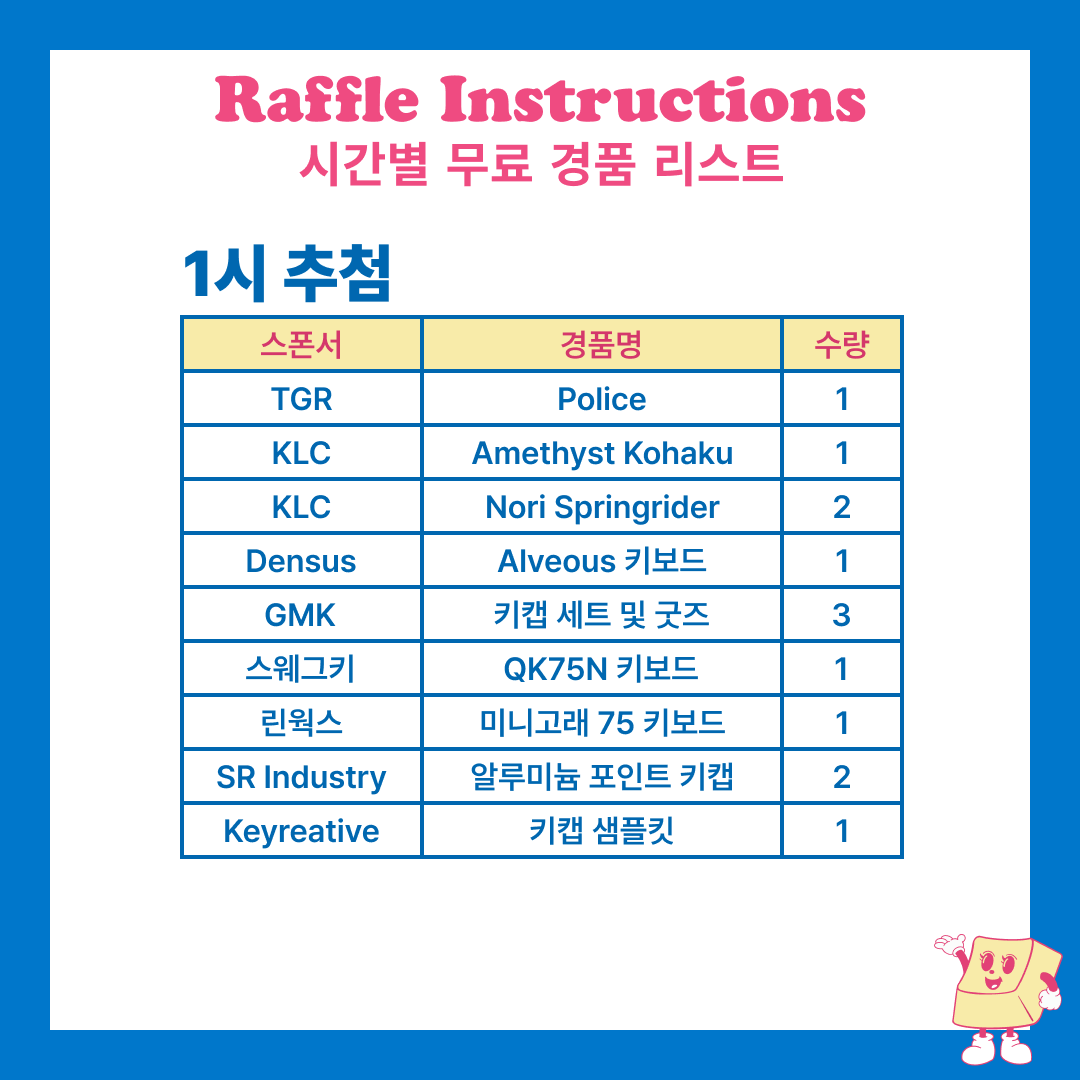 Raffle Instructions
시간별 무료 경품 리스트
1시 추첨
스폰서 경품명 수량
TGR Police 1
KLC Amethyst Kohaku 1
KLC Nori Springrider 2
Densus Alveous 키보드 1
GMK 키캡 세트 및 굿즈 3
스웨그키 QK75N 키보드 1
린웍스 미니고래 75 키보드 1
SR Industry 알루미늄 포인트 키캡 2
Keyreative 키캡 샘플킷 1